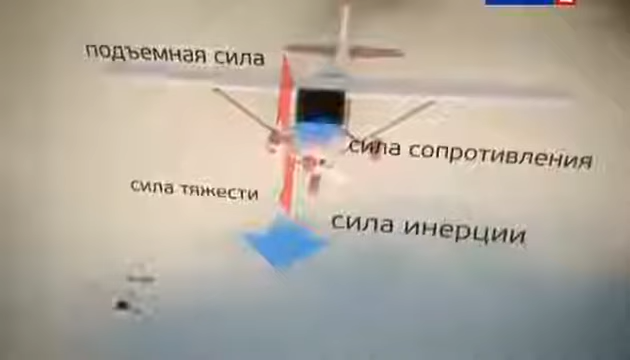 подъемная сила
сила сопротивления
сила тяжести
сила инерции